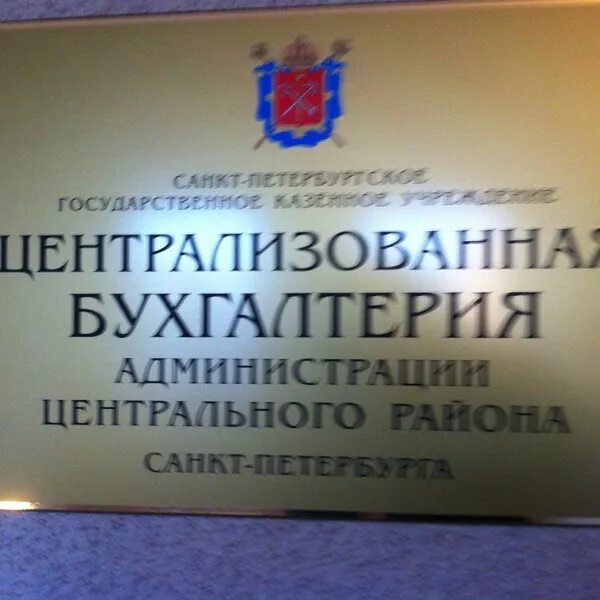 САНКТ-ПЕТЕРБУРГСКОЕ
ГОСУДАРСТВЕННОЕ КАЗЕННОЕ УЧРЕЖДЕНИЕ
ЦЕНТРАЛИЗОВАННАЯ
БУХГАЛТЕРИЯ
АДМИНИСТРАЦИИ
ЦЕНТРАЛЬНОГО РАЙОНА
САНКТ-ПЕТЕРБУРГА